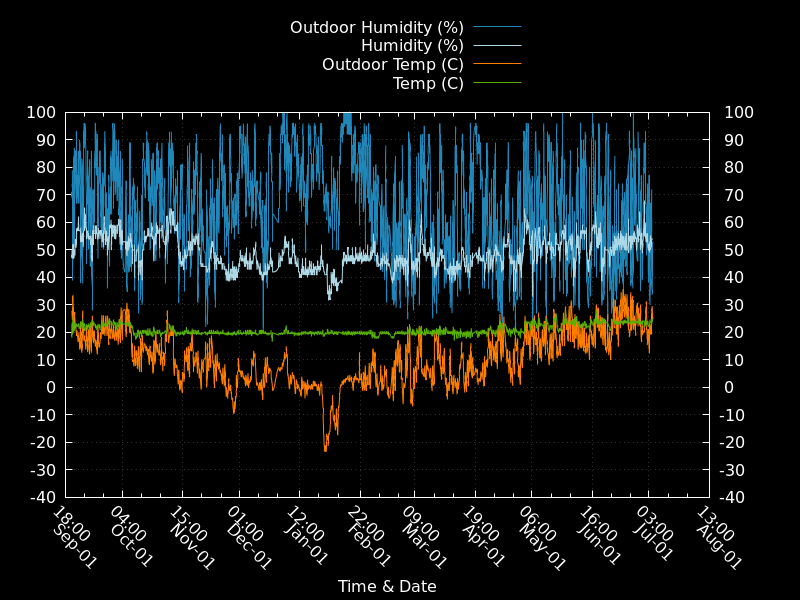 Outdoor Humidity (%)
Humidity (%)
Outdoor Temp (C)
Temp (C)
100 100
90 90
80 80
70 70
60 60
50 50
40 40
30 30
20 20
10 10
0 0
-10 -10
-20 -20
-30 -30
-40 -40
18:00
Sep-01
04:00
Oct-01
15:00
Nov-01
01:00
Dec-01
12:00
Jan-01
22:00
Feb-01
09:00
Mar-01
19:00
Apr-01
06:00
May-01
16:00
Jun-01
03:00
Jul-01
13:00
Aug-01
Time & Date